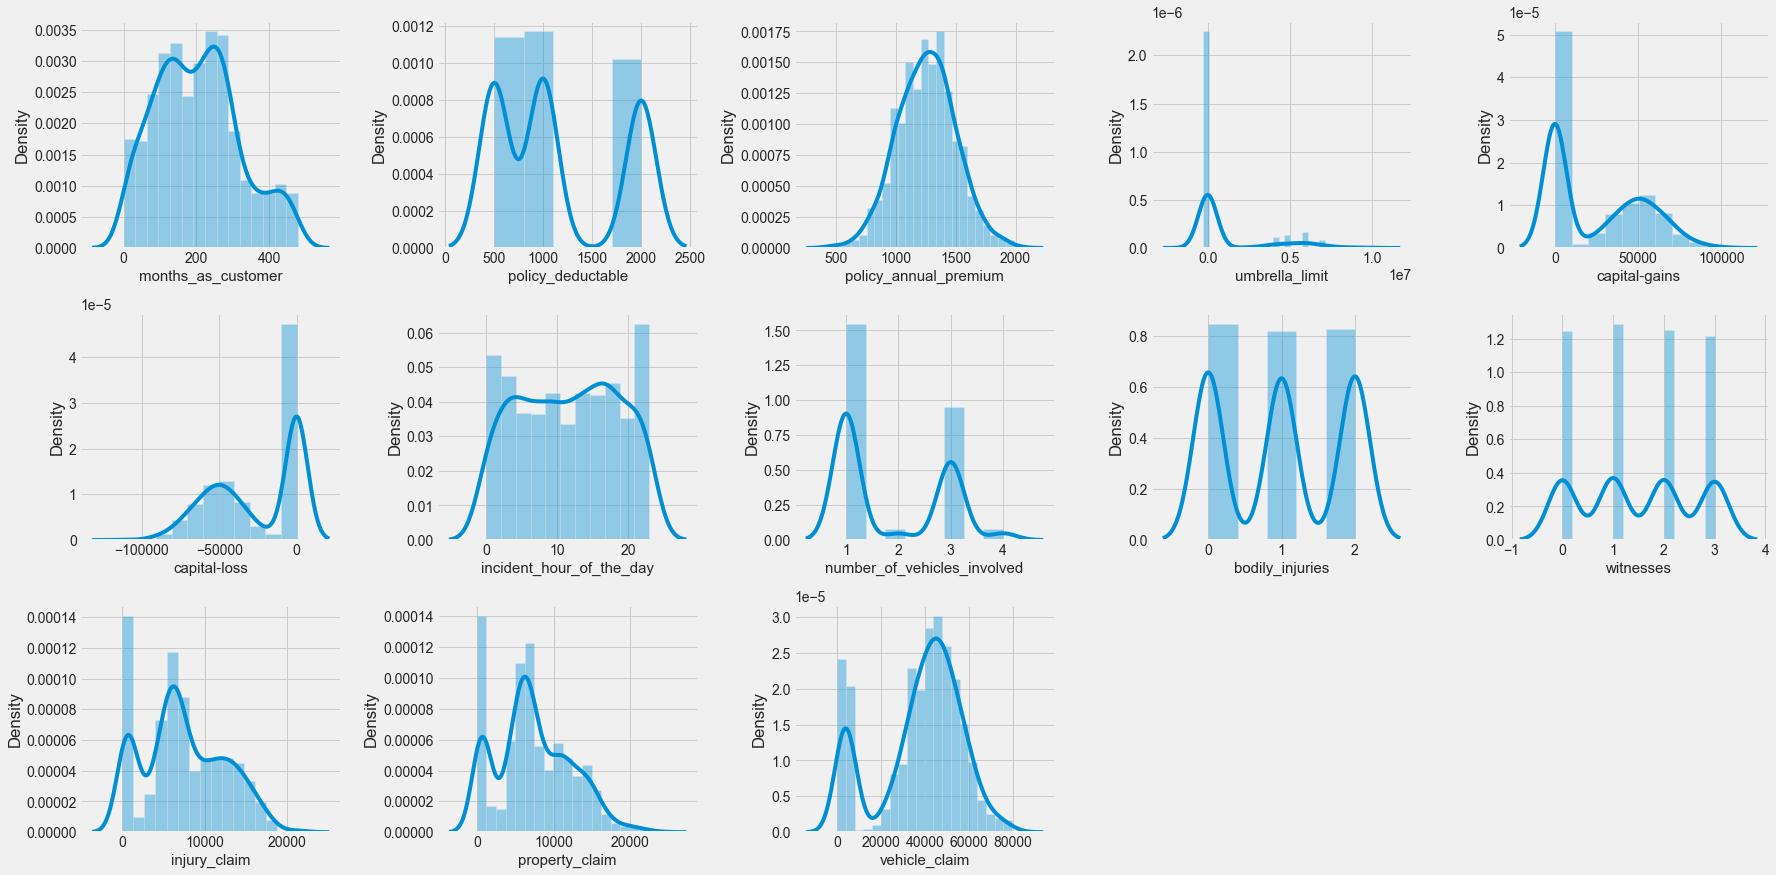 1e−6
1e−5
0.0035
0.0030
0.0025
0.0020
0.0015
0.0010
0.0005
0.0000
Density
0 200 400
months_as_customer
0.0012
0.0010
0.0008
0.0006
0.0004
0.0002
0.0000
Density
0 500 1000 1500 2000 2500
policy_deductable
0.00175
0.00150
0.00125
0.00100
0.00075
0.00050
0.00025
0.00000
Density
500 1000 1500 2000
policy_annual_premium
2.0
1.5
1.0
0.5
0.0
Density
0.0 0.5 1.0
1e7
umbrella_limit
5
4
3
2
1
0
Density
0 50000 100000
capital-gains
1e−5
4
2
1
0
Density
−100000 −50000 0
capital-loss
0.06
0.05
0.04
0.03
0.02
0.01
0.00
Density
0 10 20
incident_hour_of_the_day
1.50
1.25
1.00
0.75
0.50
0.25
0.00
Density
1 2 3 4
number_of_vehicles_involved
0.8
0.6
0.4
0.2
0.0
Density
0 1 2
bodily_injuries
1.2
1.0
0.8
0.6
0.4
0.2
0.0
Density
−1 0 1 2 3 4
witnesses
0.00014
0.00012
0.00010
0.00008
0.00006
0.00004
0.00002
0.00000
Density
0 10000 20000
injury_claim
0.00014
0.00012
0.00010
0.00008
0.00006
0.00004
0.00002
0.00000
Density
0 10000 20000
property_claim
1e−5
3.0
2.5
2.0
1.5
1.0
0.5
0.0
Density
0 20000 40000 60000 80000
vehicle_claim